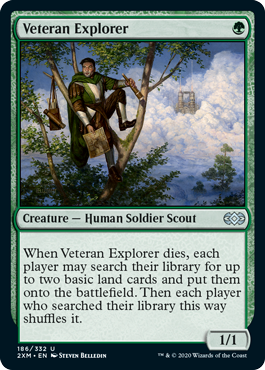 Veteran Explorer
Creature — Human Soldier Scout
When Veteran Explorer dies, each
player may search their library for up
to two basic land cards and put them
onto the battlefield. Then each player
who searched their library this way
shuffles it.
1/1
186/332 U
2XM • EN Steven Belledin
™ & © 2020 Wizards of the Coast